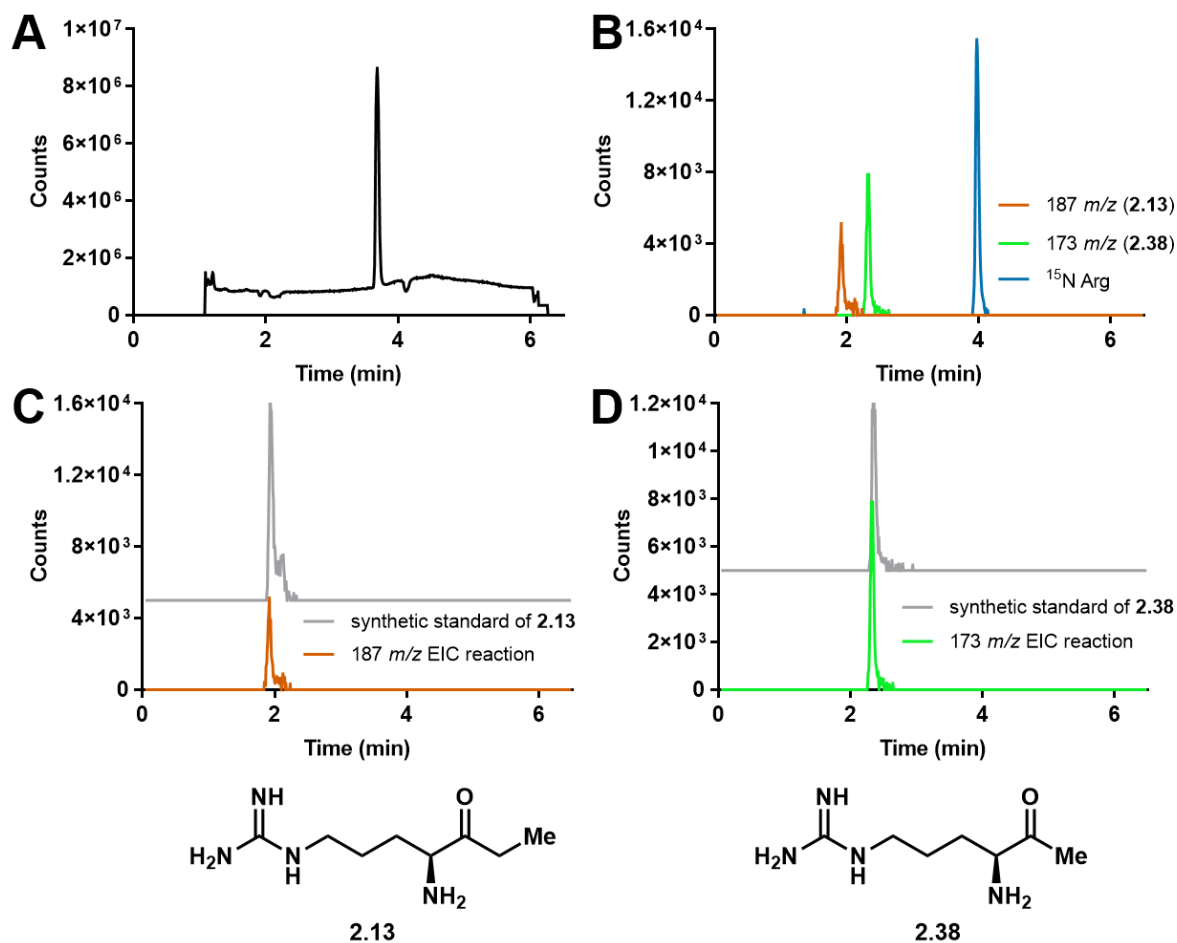 A
1×10⁷
8×10⁶
6×10⁶
4×10⁶
2×10⁶
0
Counts
0
2
4
6
Time (min)
B
1.6×10⁴
1.2×10⁴
8×10³
4×10³
0
Counts
187 m/z (2.13)
173 m/z (2.38)
¹⁵N Arg
0
2
4
6
Time (min)
C
1.6×10⁴
1.2×10⁴
8×10³
4×10³
0
Counts
synthetic standard of 2.13
187 m/z EIC reaction
0
2
4
6
Time (min)
D
1.2×10⁴
1×10⁴
8×10³
6×10³
4×10³
2×10³
0
Counts
synthetic standard of 2.38
173 m/z EIC reaction
0
2
4
6
Time (min)
NH
O
Me
H₂N
N
H
NH₂
2.13
NH
O
H₂N
N
H
Me
NH₂
2.38